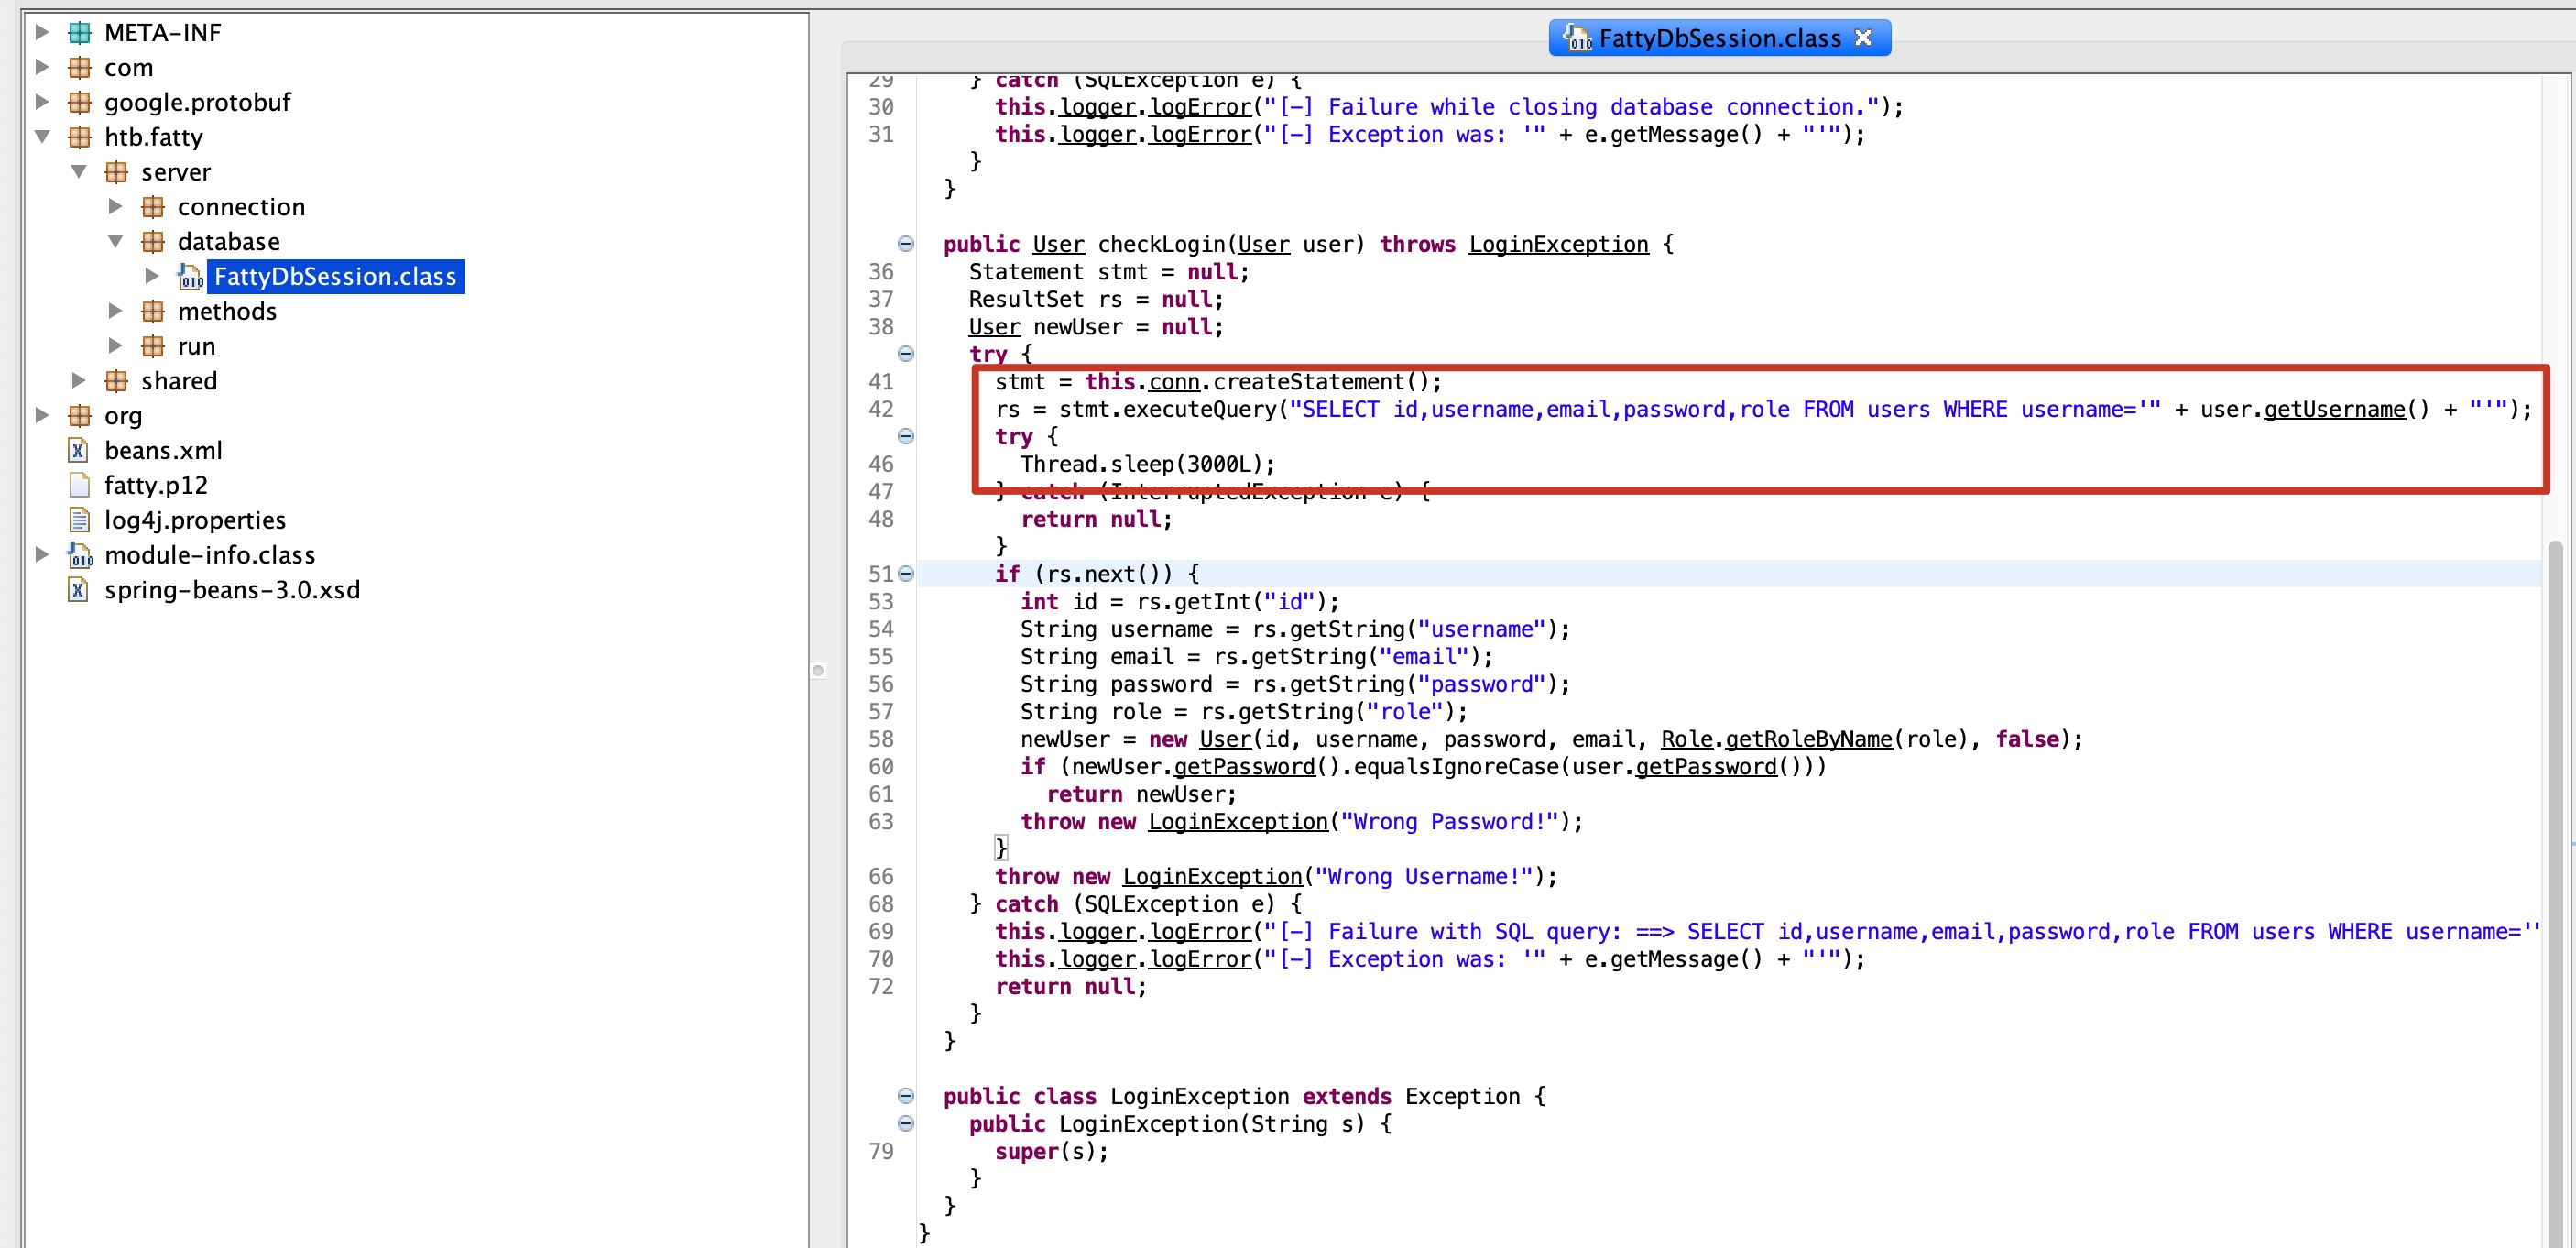 META-INF
com
google.protobuf
htb.fatty
server
connection
database
FattyDbSession.class
methods
run
shared
org
beans.xml
fatty.p12
log4j.properties
module-info.class
spring-beans-3.0.xsd
FattyDbSession.class
29 } catch (SQLException e) {
30 this.logger.logError("[-] Failure while closing database connection.");
31 this.logger.logError("[-] Exception was: '" + e.getMessage() + "'");
}
}
public User checkLogin(User user) throws LoginException {
36 Statement stmt = null;
37 ResultSet rs = null;
38 User newUser = null;
try {
41 stmt = this.conn.createStatement();
42 rs = stmt.executeQuery("SELECT id,username,email,password,role FROM users WHERE username='" + user.getUsername() + "'");
try {
46 Thread.sleep(3000L);
47 } catch (InterruptedException e) {
48 return null;
}
51 if (rs.next()) {
53 int id = rs.getInt("id");
54 String username = rs.getString("username");
55 String email = rs.getString("email");
56 String password = rs.getString("password");
57 String role = rs.getString("role");
58 newUser = new User(id, username, password, email, Role.getRoleByName(role), false);
60 if (newUser.getPassword().equalsIgnoreCase(user.getPassword()))
61 return newUser;
63 throw new LoginException("Wrong Password!");
}
66 throw new LoginException("Wrong Username!");
68 } catch (SQLException e) {
69 this.logger.logError("[-] Failure with SQL query: ==> SELECT id,username,email,password,role FROM users WHERE username=''
70 this.logger.logError("[-] Exception was: '" + e.getMessage() + "'");
72 return null;
}
}
public class LoginException extends Exception {
public LoginException(String s) {
79 super(s);
}
}
}